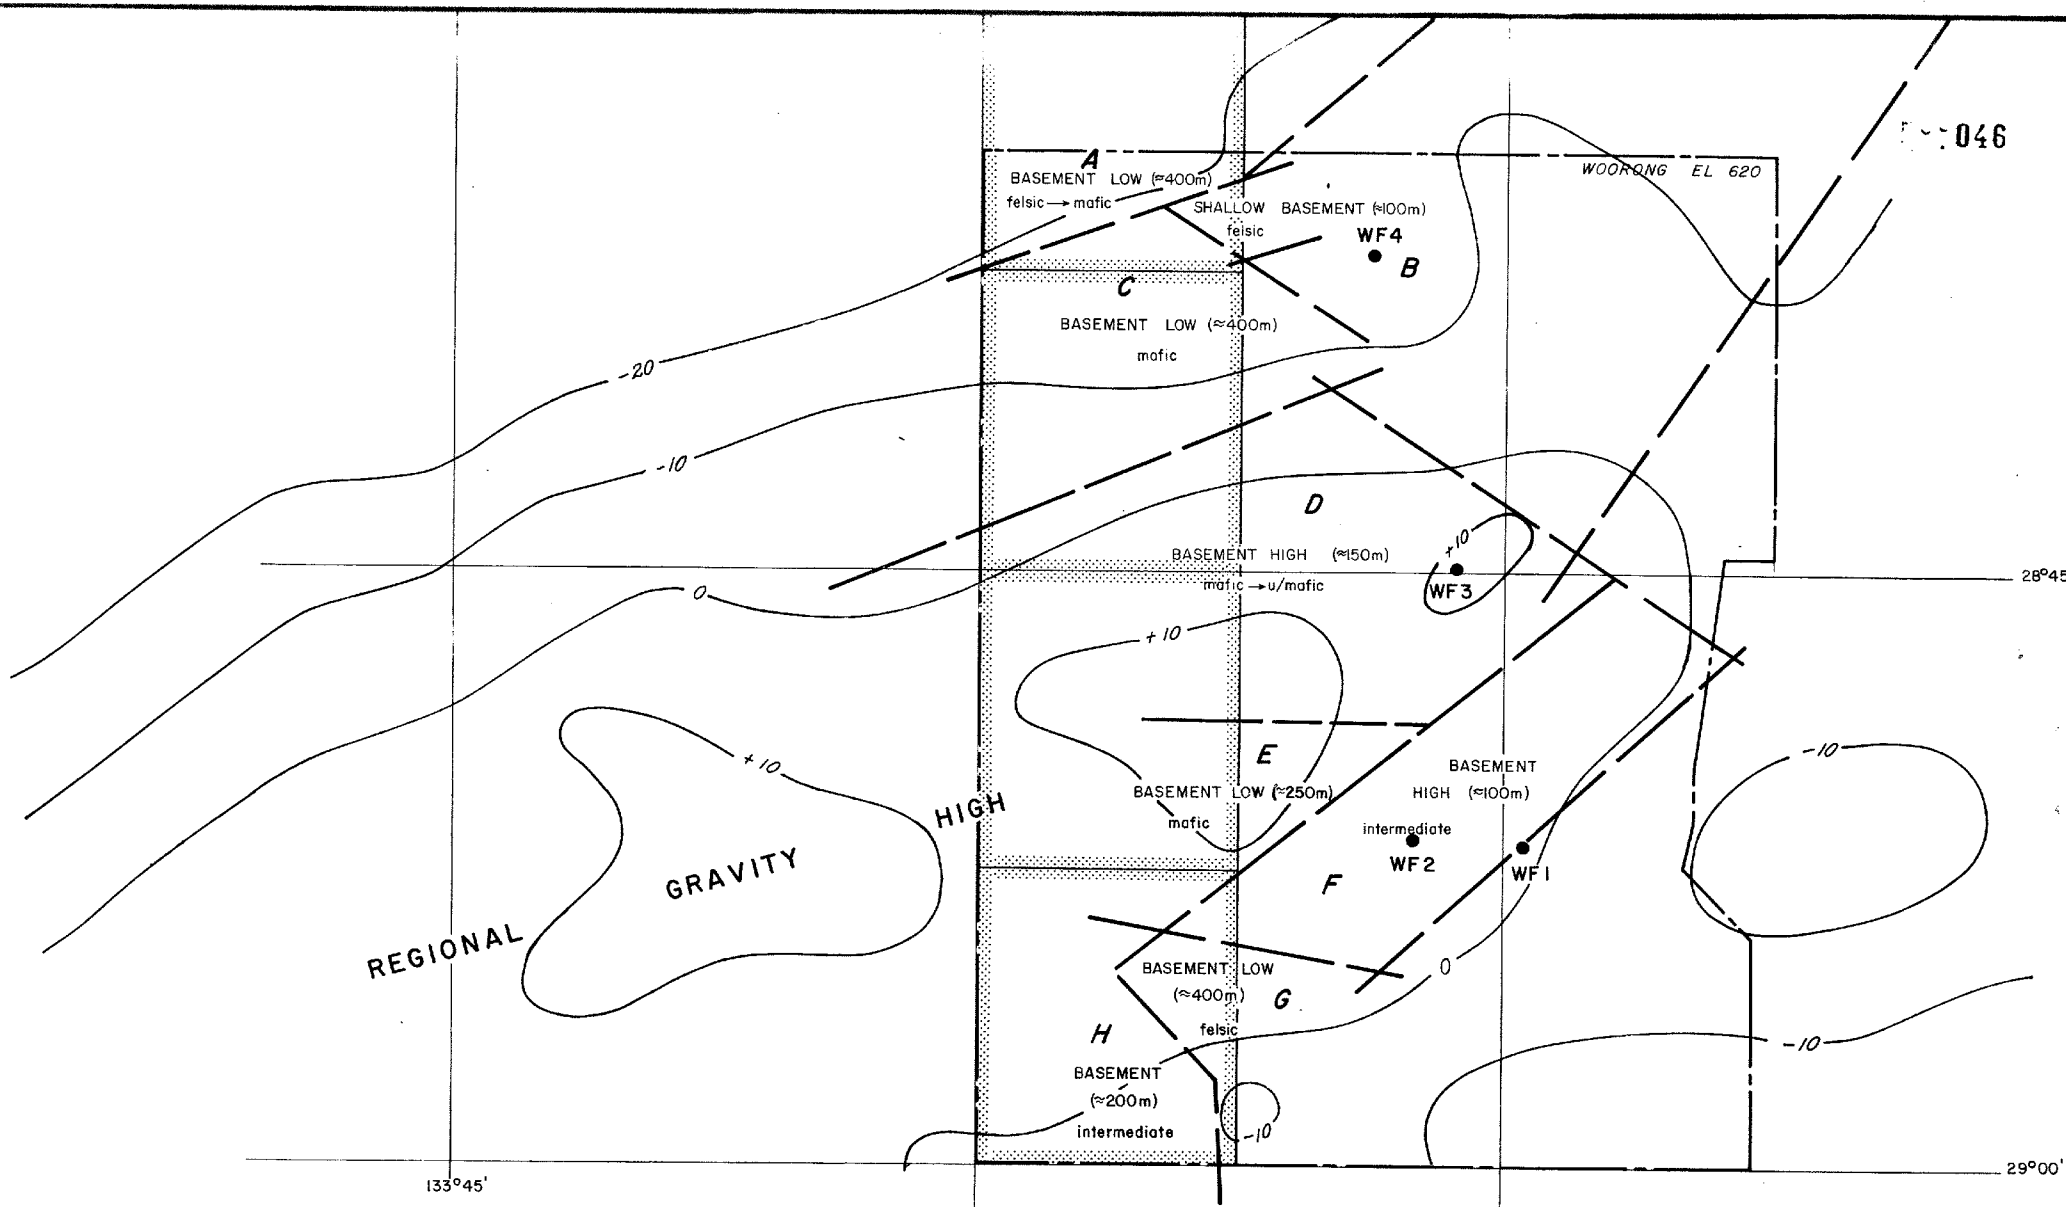 046
WOORONG EL 620
A
BASEMENT LOW (≈400m)
felsic → mafic
SHALLOW BASEMENT (≈100m)
felsic
WF4
B
C
BASEMENT LOW (≈400m)
mafic
-20
-10
0
D
BASEMENT HIGH (≈150m)
mafic → u/mafic
+10
WF3
28°45'
+10
+10
E
BASEMENT LOW (≈250m)
mafic
BASEMENT
HIGH (≈100m)
intermediate
WF2
WF1
F
-10
REGIONAL GRAVITY HIGH
BASEMENT LOW
(≈400m)
felsic
G
0
H
BASEMENT
(≈200m)
intermediate
-10
-10
133°45'
29°00'